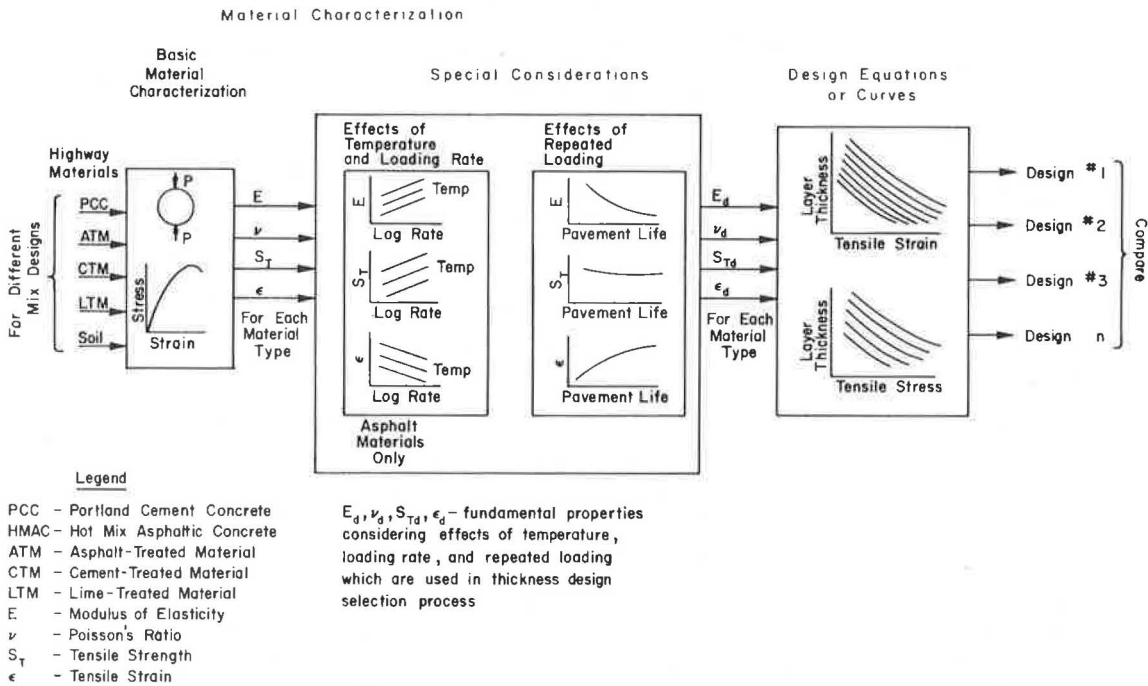 Material Characterization
Basic
Material
Characterization
Special Considerations
Design Equations
or Curves
Highway
Materials
For Different
Mix Designs
PCC
ATM
CTM
LTM
Soil
P
P
Stress
Strain
E
ν
S_T
ϵ
For Each
Material
Type
Effects of
Temperature
and Loading Rate
E
Temp
Log Rate
S_T
Temp
Log Rate
ϵ
Temp
Log Rate
Asphalt
Materials
Only
Effects of
Repeated
Loading
E
Pavement Life
S_T
Pavement Life
ϵ
Pavement Life
E_d
ν_d
S_Td
ϵ_d
For Each
Material
Type
Layer
Thickness
Tensile Strain
Layer
Thickness
Tensile Stress
Design #1
Design #2
Design #3
Design n
Compare
Legend
PCC – Portland Cement Concrete
HMAC – Hot Mix Asphaltic Concrete
ATM – Asphalt-Treated Material
CTM – Cement-Treated Material
LTM – Lime-Treated Material
E – Modulus of Elasticity
ν – Poisson's Ratio
S_T – Tensile Strength
ϵ – Tensile Strain
E_d, ν_d, S_Td, ϵ_d – fundamental properties
considering effects of temperature,
loading rate, and repeated loading
which are used in thickness design
selection process